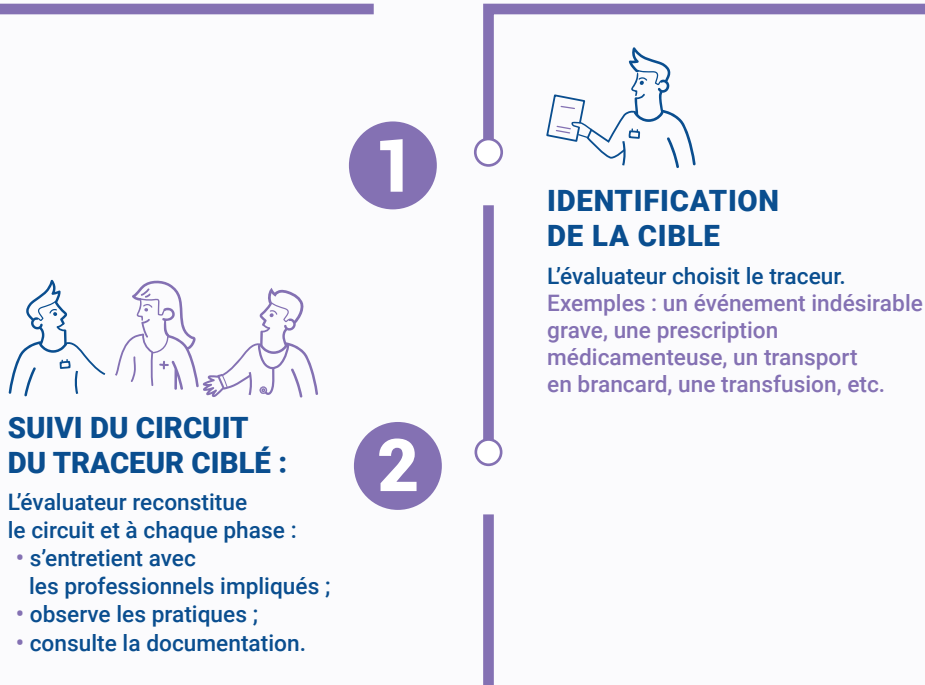 1
IDENTIFICATION
DE LA CIBLE
L’évaluateur choisit le traceur.
Exemples : un événement indésirable
grave, une prescription
médicamenteuse, un transport
en brancard, une transfusion, etc.
2
SUIVI DU CIRCUIT
DU TRACEUR CIBLÉ :
L’évaluateur reconstitue
le circuit et à chaque phase :
• s’entretient avec
les professionnels impliqués ;
• observe les pratiques ;
• consulte la documentation.